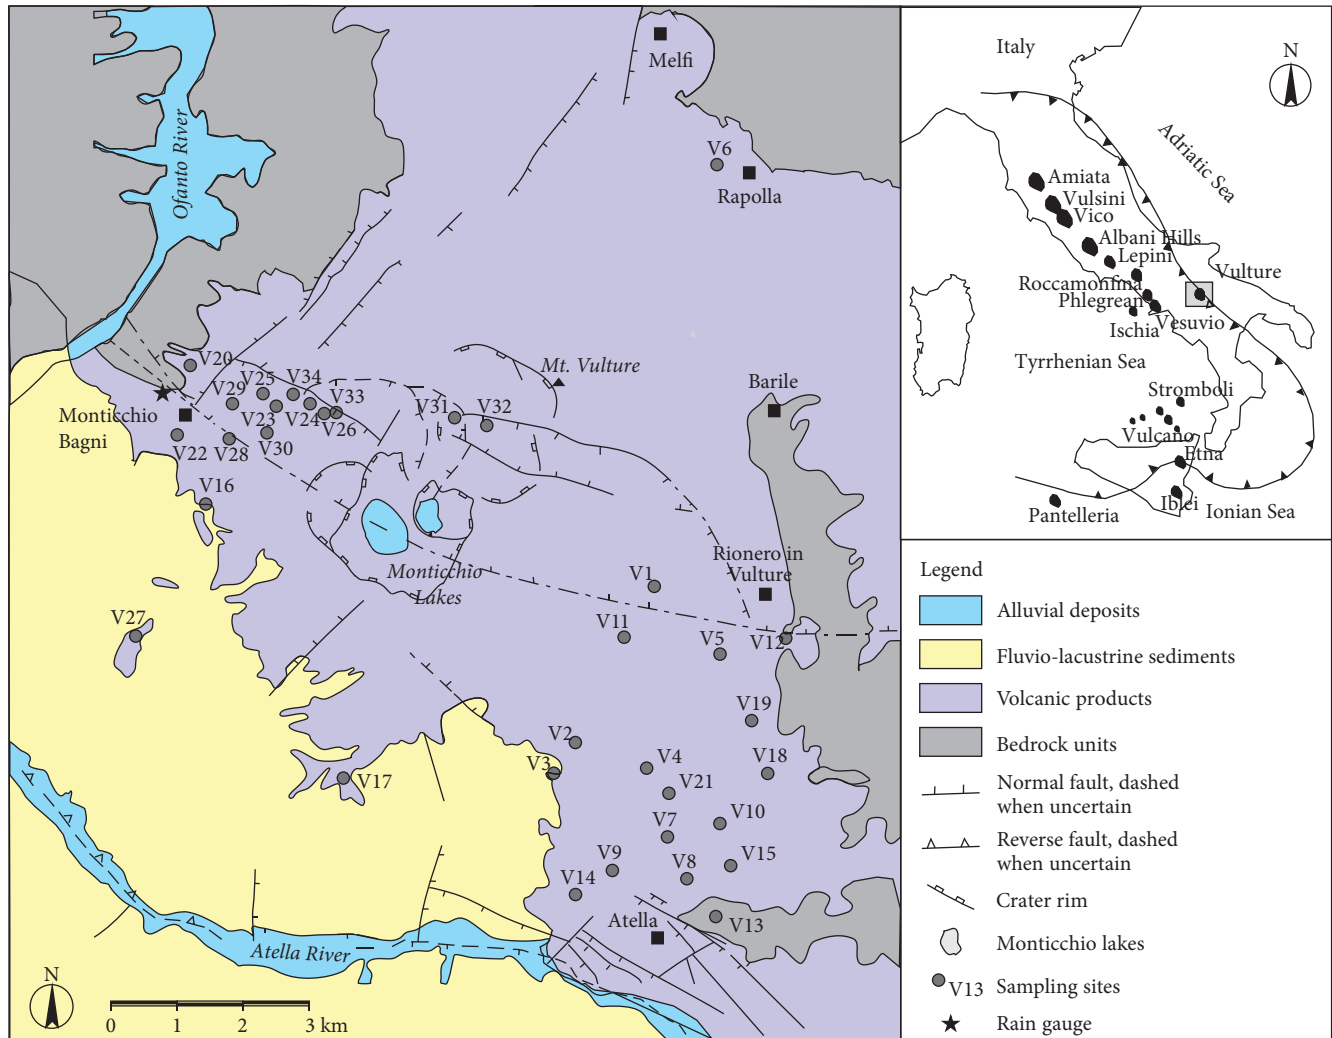 Ofanto River
Melfi
V6
Rapolla
V20
V29
V25
V34
V33
V23
V24
V26
Monticchio
Bagni
V22
V28
V30
V31
V32
Mt. Vulture
Barile
V16
Monticchio
Lakes
Rionero in
Vulture
V1
V27
V11
V5
V12
V19
V2
V3
V4
V18
V17
V21
V10
V7
V9
V8
V15
V14
Atella
V13
Atella River
N
0 1 2 3 km
Italy
N
Adriatic Sea
Amiata
Vulsini
Vico
Albani Hills
Lepini
Roccamonfina
Vulture
Phlegrean
Ischia
Vesuvio
Tyrrhenian Sea
Stromboli
Vulcano
Etna
Iblei
Pantelleria
Ionian Sea
Legend
Alluvial deposits
Fluvio-lacustrine sediments
Volcanic products
Bedrock units
Normal fault, dashed
when uncertain
Reverse fault, dashed
when uncertain
Crater rim
Monticchio lakes
V13 Sampling sites
Rain gauge